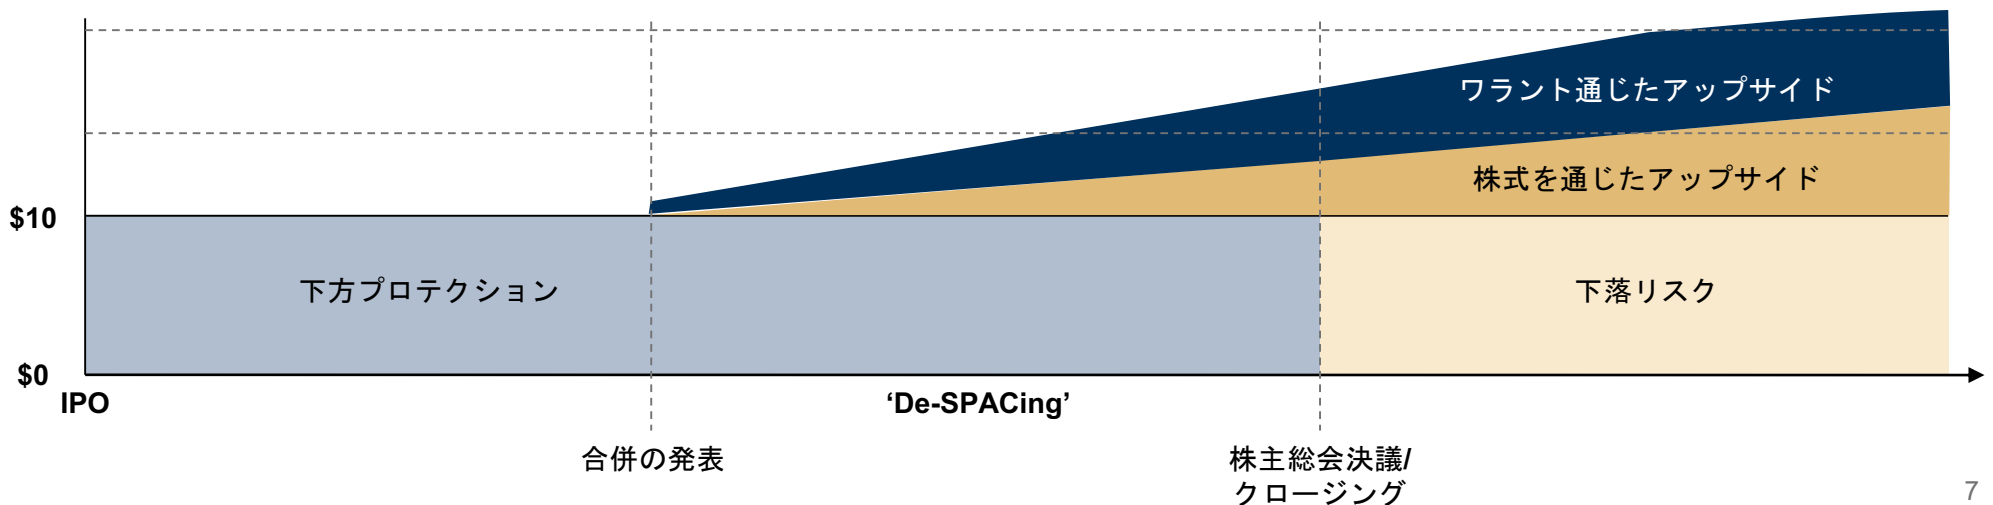 ワラント通じたアップサイド
株式を通じたアップサイド
$10
下方プロテクション
下落リスク
$0
IPO
‘De-SPACing’
合併の発表
株主総会決議/
クロージング
7